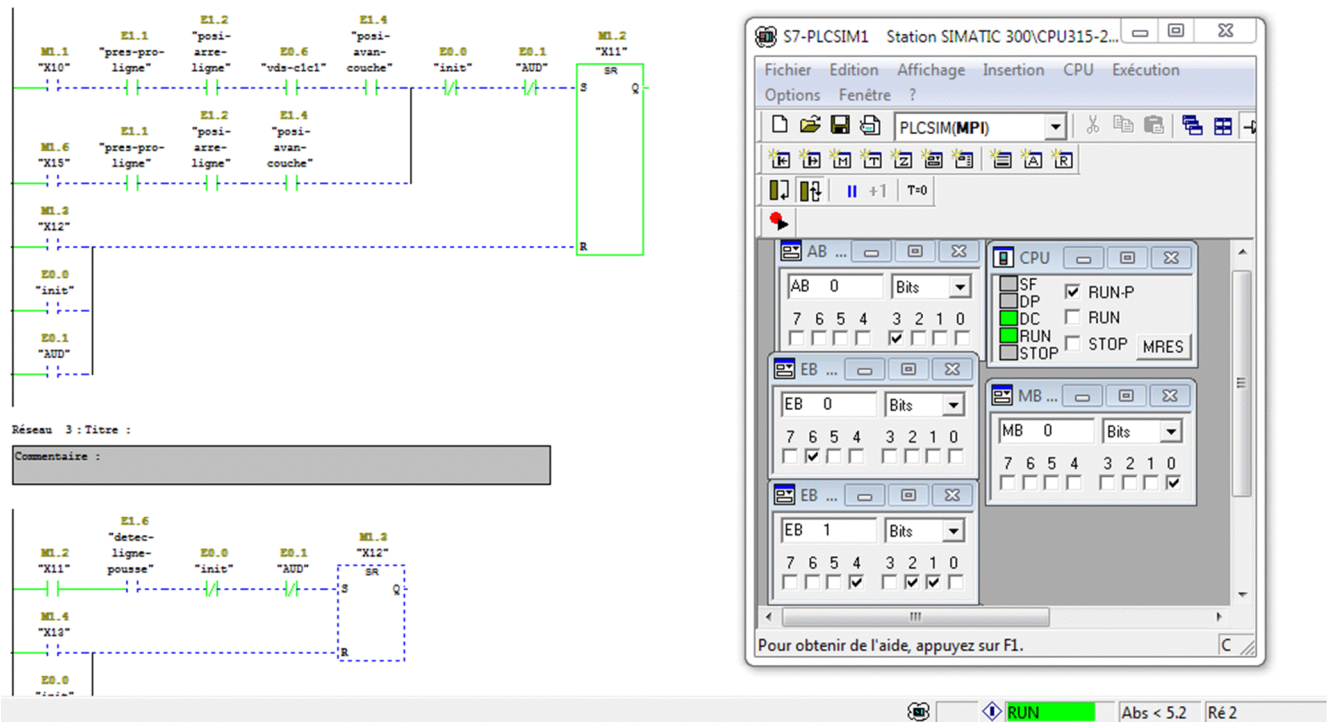 E1.2 E1.4
E1.1 "posi- "posi- M1.2
M1.1 "pres-pro- arre- E0.6 avan- E0.0 E0.1 "X11"
"X10" ligne" ligne" "vds-c1c1" couche" "init" "AUD" SR
S Q
E1.2 E1.4
E1.1 "posi- "posi-
M1.6 "pres-pro- arre- avan-
"X15" ligne" ligne" couche"
M1.3
"X12"
R
E0.0
"init"
E0.1
"AUD"
Réseau 3 : Titre :
Commentaire :
E1.6
"detec-
M1.2 ligne- E0.0 E0.1 M1.3
"X11" pousse" "init" "AUD" "X12"
SR
S Q
M1.4
"X13"
R
E0.0
"init"
S7-PLCSIM1 Station SIMATIC 300\CPU315-2...
Fichier Edition Affichage Insertion CPU Exécution
Options Fenêtre ?
PLCSIM(MPI)
+1 T=0
AB ...
AB 0 Bits
7 6 5 4 3 2 1 0
CPU
SF
DP
DC
RUN
STOP
RUN-P
RUN
STOP
MRES
EB ...
EB 0 Bits
7 6 5 4 3 2 1 0
MB ...
MB 0 Bits
7 6 5 4 3 2 1 0
EB ...
EB 1 Bits
7 6 5 4 3 2 1 0
Pour obtenir de l'aide, appuyez sur F1.
C
RUN Abs < 5.2 Ré 2